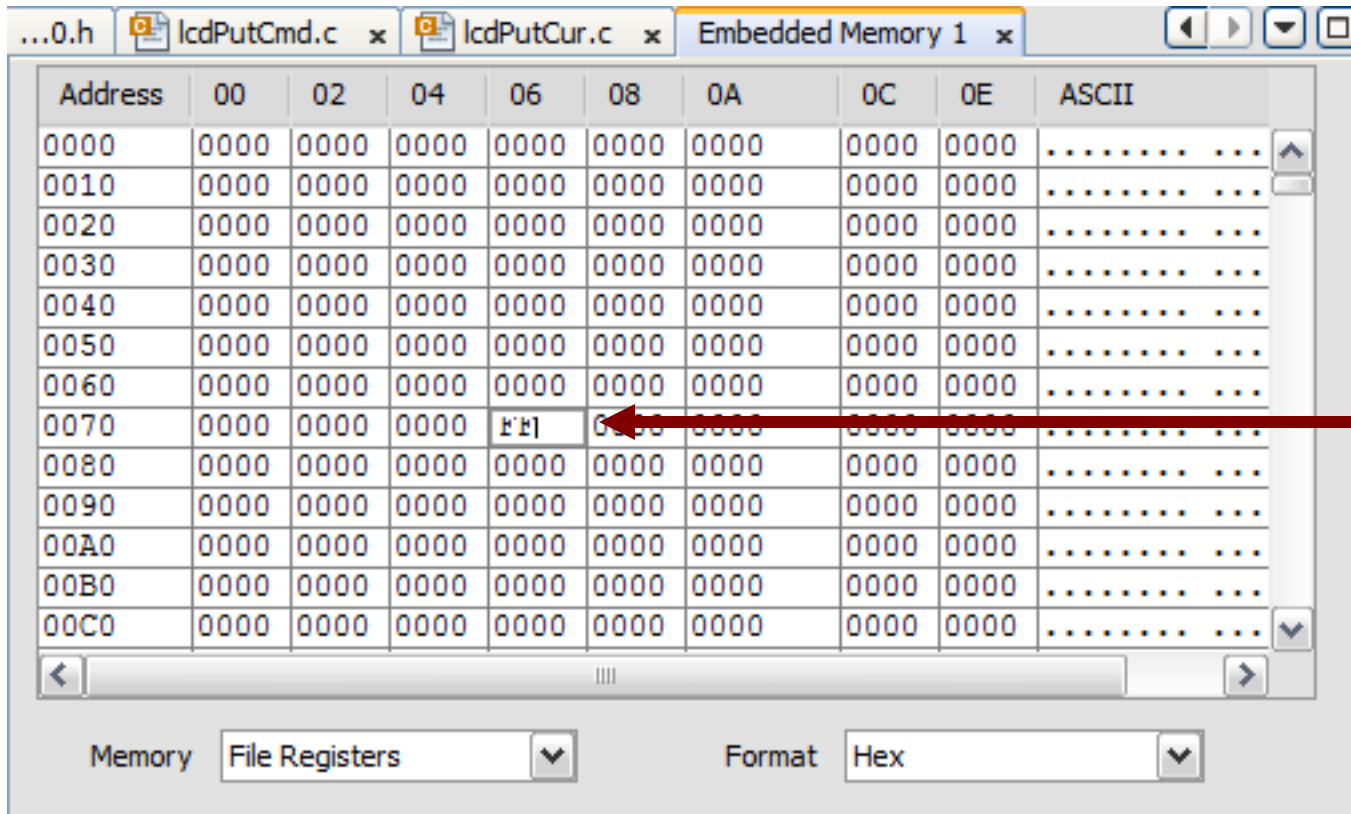 ...0.h lcdPutCmd.c x lcdPutCur.c x Embedded Memory 1 x
Address 00 02 04 06 08 0A 0C 0E ASCII
0000 0000 0000 0000 0000 0000 0000 0000 0000 ........ ...
0010 0000 0000 0000 0000 0000 0000 0000 0000 ........ ...
0020 0000 0000 0000 0000 0000 0000 0000 0000 ........ ...
0030 0000 0000 0000 0000 0000 0000 0000 0000 ........ ...
0040 0000 0000 0000 0000 0000 0000 0000 0000 ........ ...
0050 0000 0000 0000 0000 0000 0000 0000 0000 ........ ...
0060 0000 0000 0000 0000 0000 0000 0000 0000 ........ ...
0070 0000 0000 0000 0000 0000 0000 0000 ........ ...
0080 0000 0000 0000 0000 0000 0000 0000 0000 ........ ...
0090 0000 0000 0000 0000 0000 0000 0000 0000 ........ ...
00A0 0000 0000 0000 0000 0000 0000 0000 0000 ........ ...
00B0 0000 0000 0000 0000 0000 0000 0000 0000 ........ ...
00C0 0000 0000 0000 0000 0000 0000 0000 0000 ........ ...
Memory File Registers Format Hex